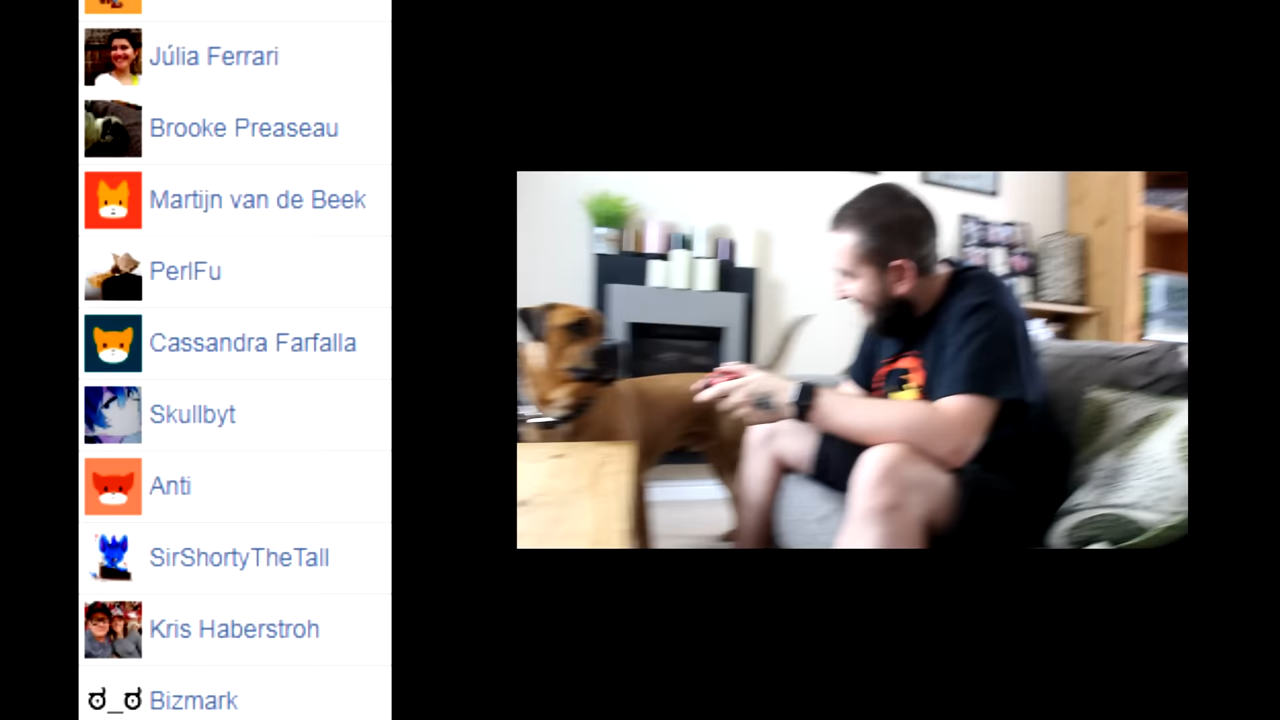 Júlia Ferrari
Brooke Preaseau
Martijn van de Beek
PerlFu
Cassandra Farfalla
Skullbyt
Anti
SirShortyTheTall
Kris Haberstroh
ಠ_ಠ Bizmark